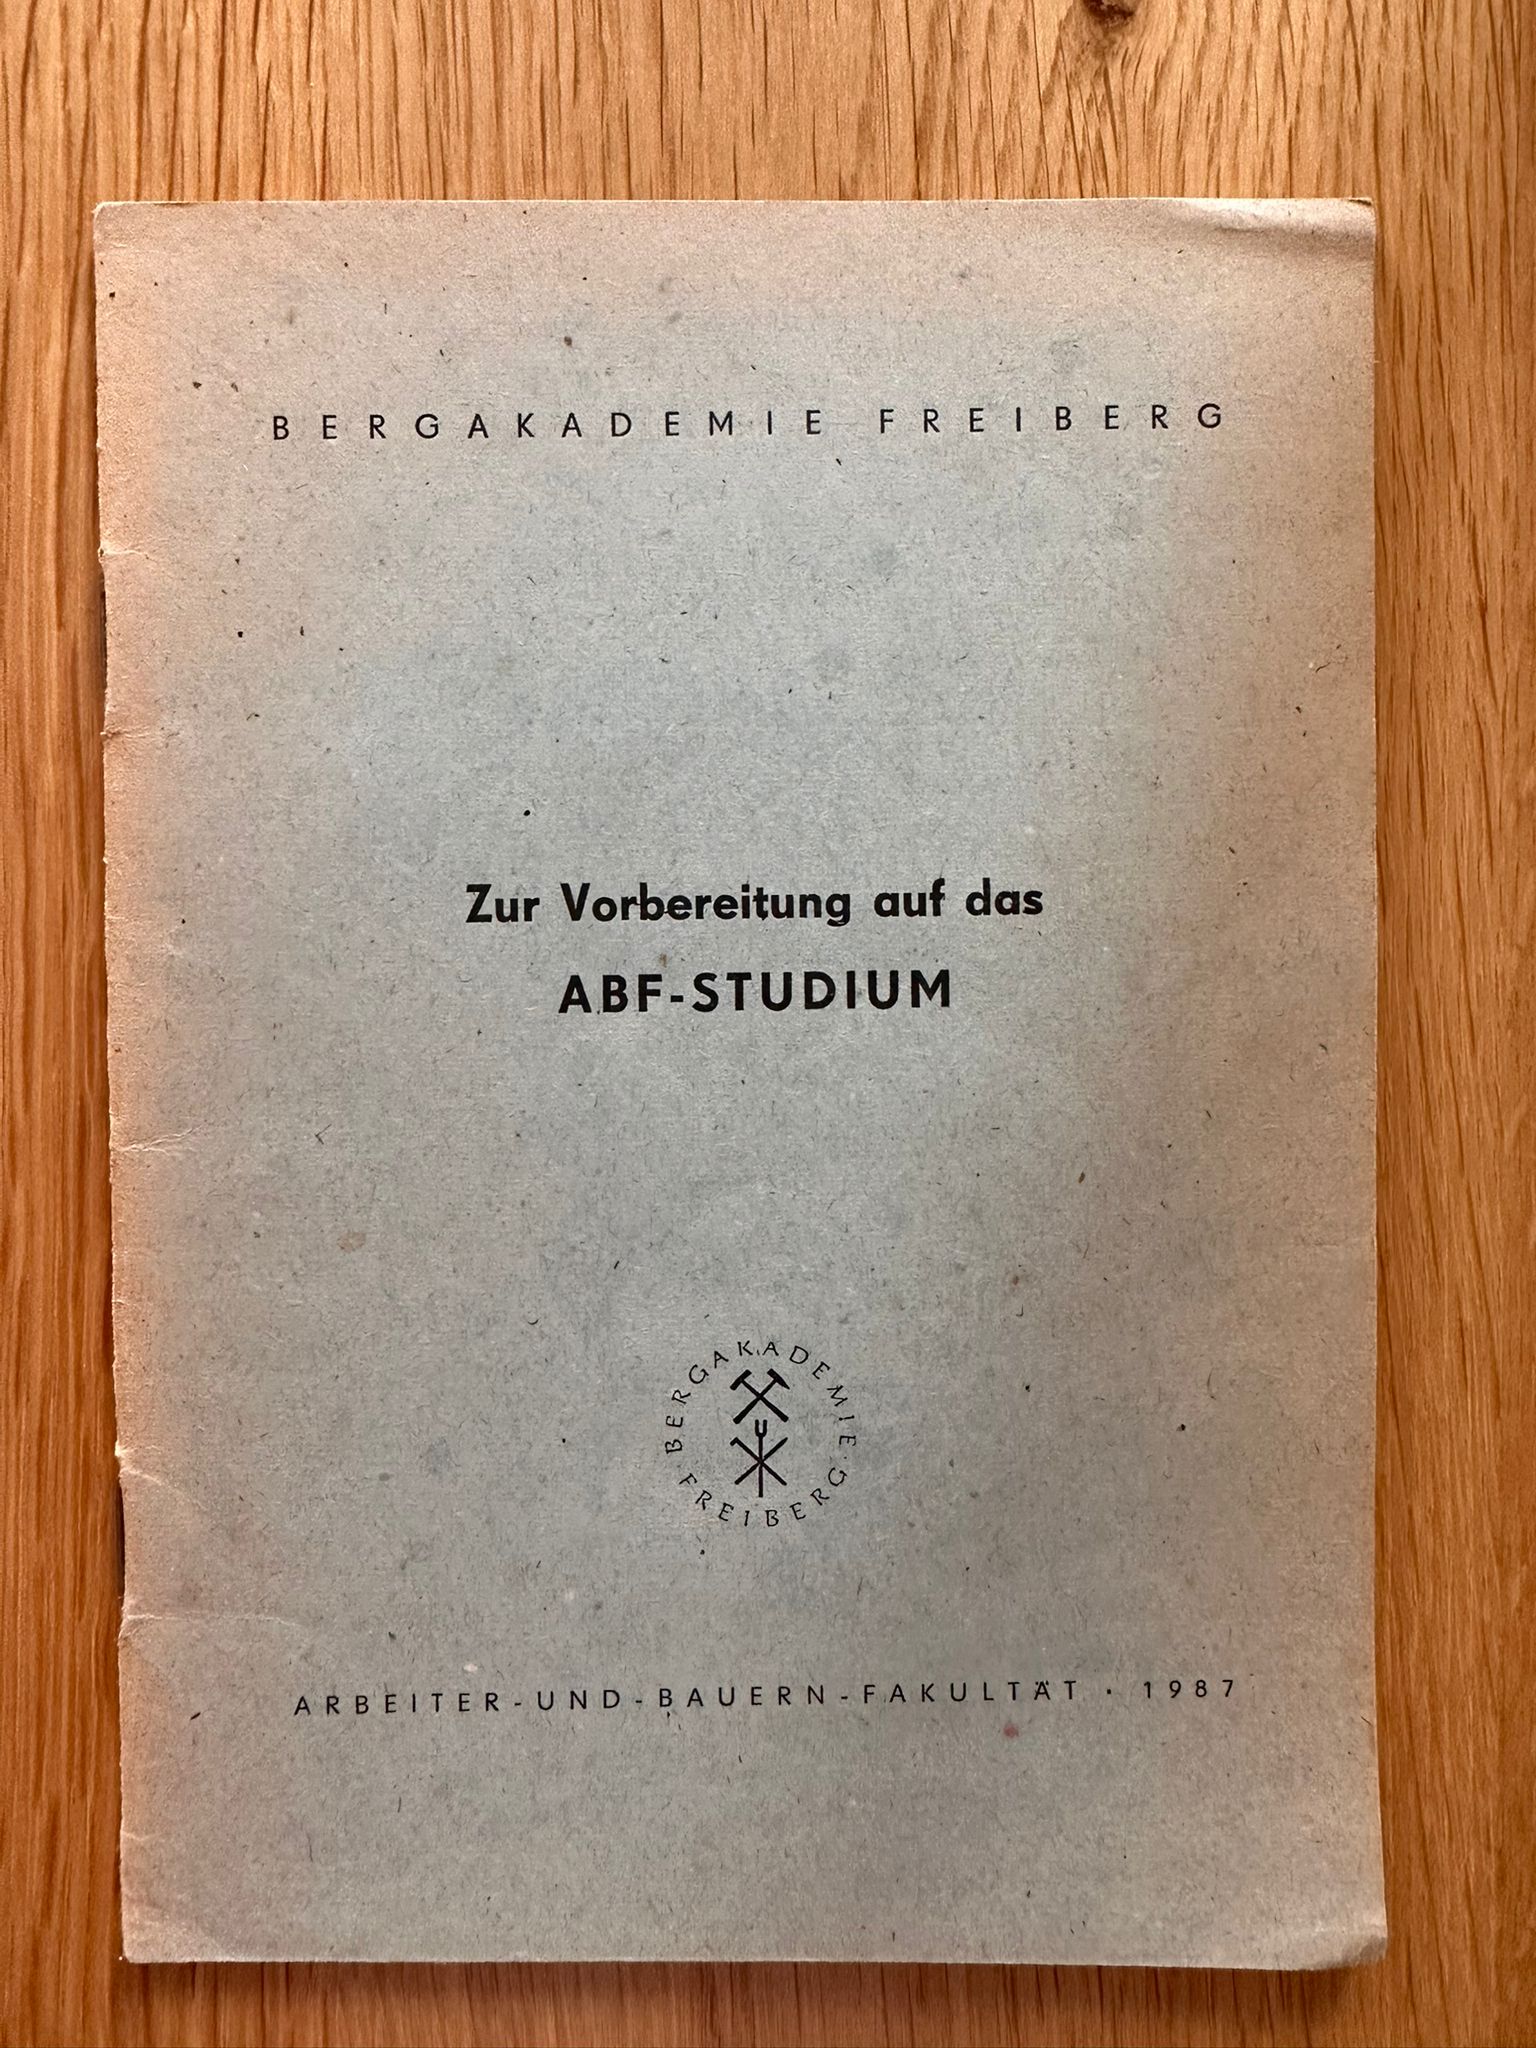 BERGAKADEMIE FREIBERG
Zur Vorbereitung auf das
ABF-STUDIUM
BERGAKADEMIE
FREIBERG
ARBEITER-UND-BAUERN-FAKULTÄT · 1987